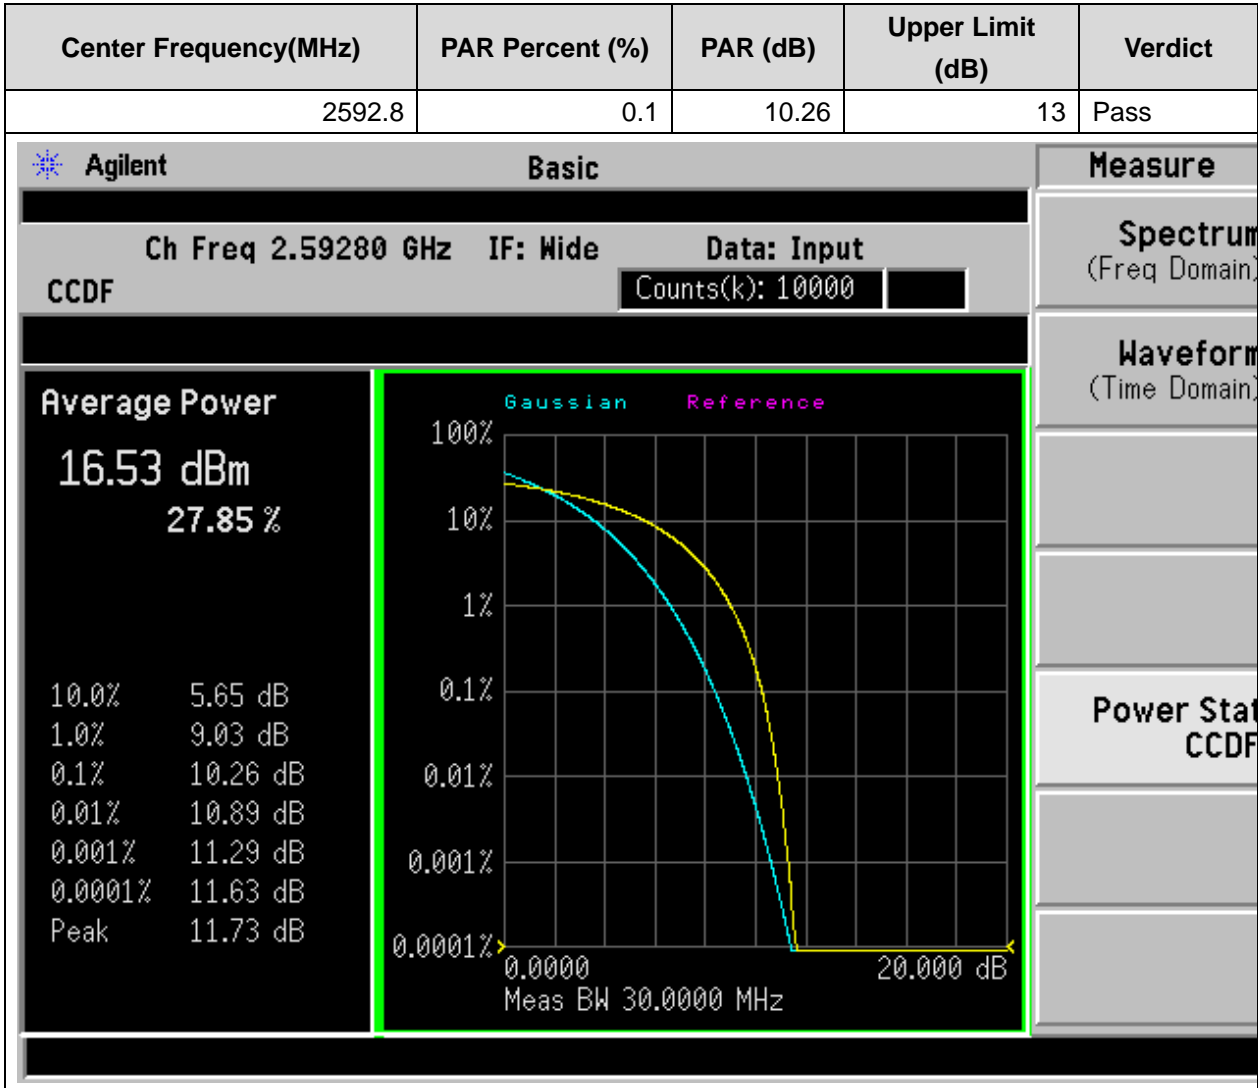 Center Frequency(MHz) PAR Percent (%) PAR (dB) Upper Limit (dB) Verdict
2592.8 0.1 10.26 13 Pass
Agilent Basic Measure
Ch Freq 2.59280 GHz IF: Wide Data: Input
CCDF Counts(k): 10000
Average Power
16.53 dBm
27.85 %
10.0% 5.65 dB
1.0% 9.03 dB
0.1% 10.26 dB
0.01% 10.89 dB
0.001% 11.29 dB
0.0001% 11.63 dB
Peak 11.73 dB
Gaussian Reference
100%
10%
1%
0.1%
0.01%
0.001%
0.0001%
0.0000 20.000 dB
Meas BW 30.0000 MHz
Spectrum
(Freq Domain)
Waveform
(Time Domain)
Power Stat
CCDF